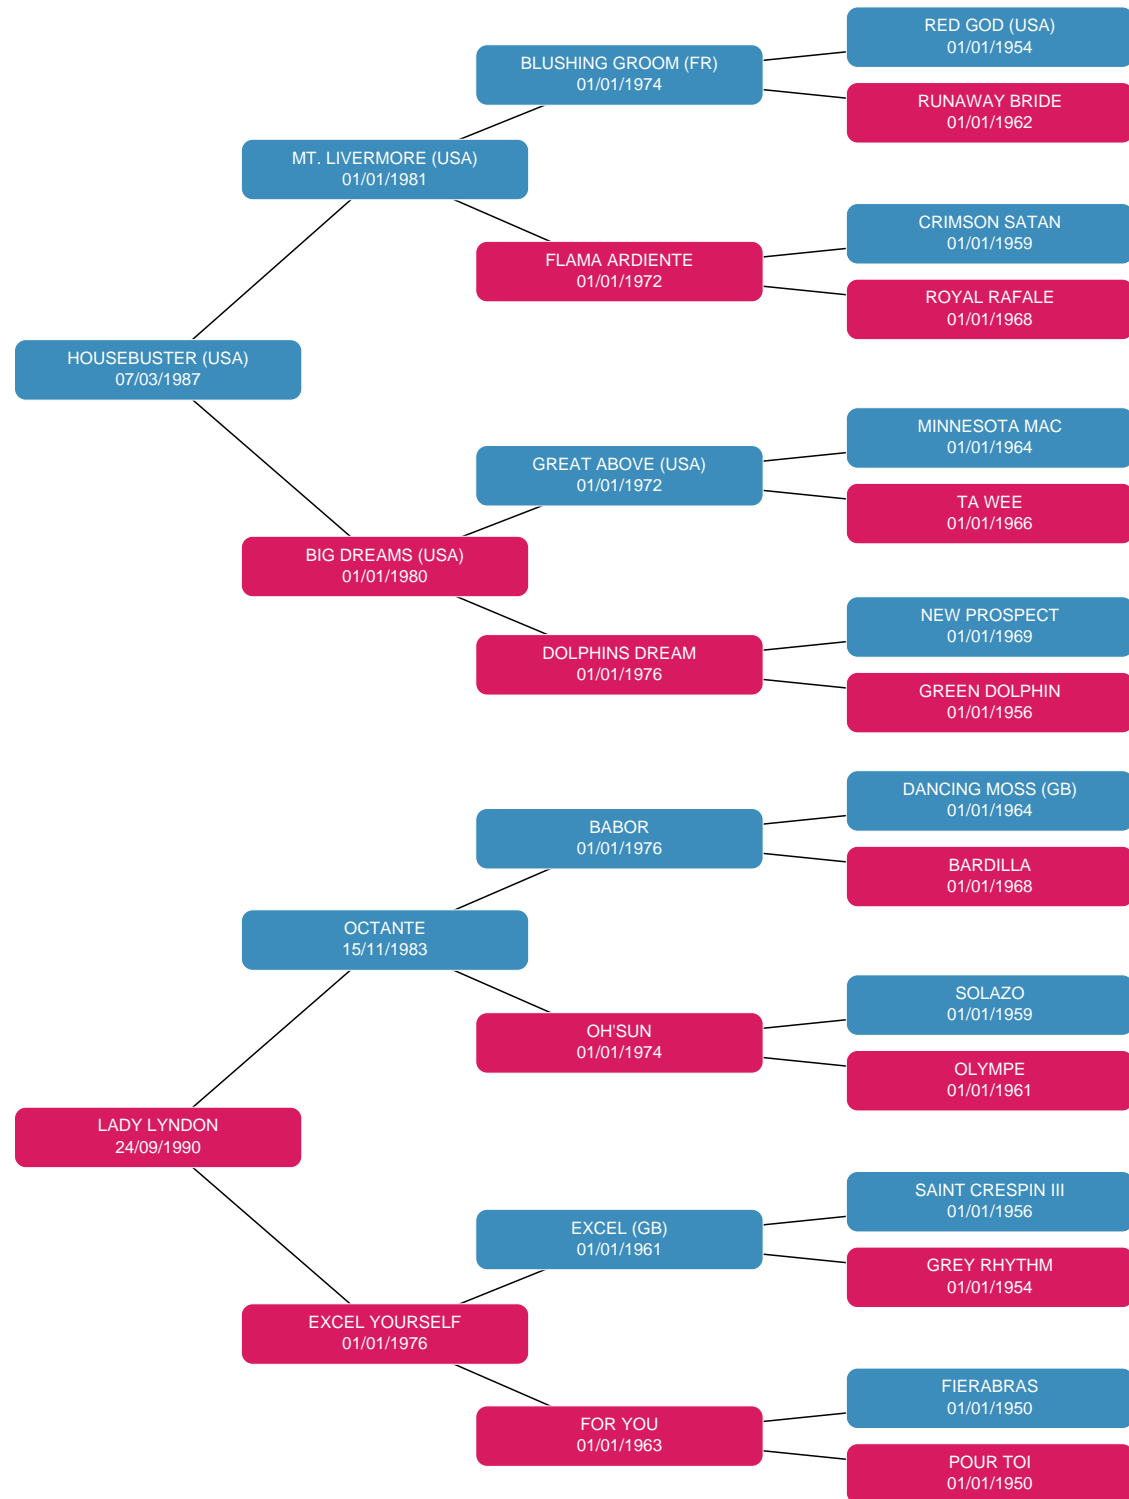 RED GOD (USA)
01/01/1954
BLUSHING GROOM (FR)
01/01/1974
RUNAWAY BRIDE
01/01/1962
MT. LIVERMORE (USA)
01/01/1981
CRIMSON SATAN
01/01/1959
FLAMA ARDIENTE
01/01/1972
ROYAL RAFALE
01/01/1968
HOUSEBUSTER (USA)
07/03/1987
MINNESOTA MAC
01/01/1964
GREAT ABOVE (USA)
01/01/1972
TA WEE
01/01/1966
BIG DREAMS (USA)
01/01/1980
NEW PROSPECT
01/01/1969
DOLPHINS DREAM
01/01/1976
GREEN DOLPHIN
01/01/1956
DANCING MOSS (GB)
01/01/1964
BABOR
01/01/1976
BARDILLA
01/01/1968
OCTANTE
15/11/1983
SOLAZO
01/01/1959
OH'SUN
01/01/1974
OLYMPE
01/01/1961
LADY LYNDON
24/09/1990
SAINT CRESPIN III
01/01/1956
EXCEL (GB)
01/01/1961
GREY RHYTHM
01/01/1954
EXCEL YOURSELF
01/01/1976
FIERABRAS
01/01/1950
FOR YOU
01/01/1963
POUR TOI
01/01/1950